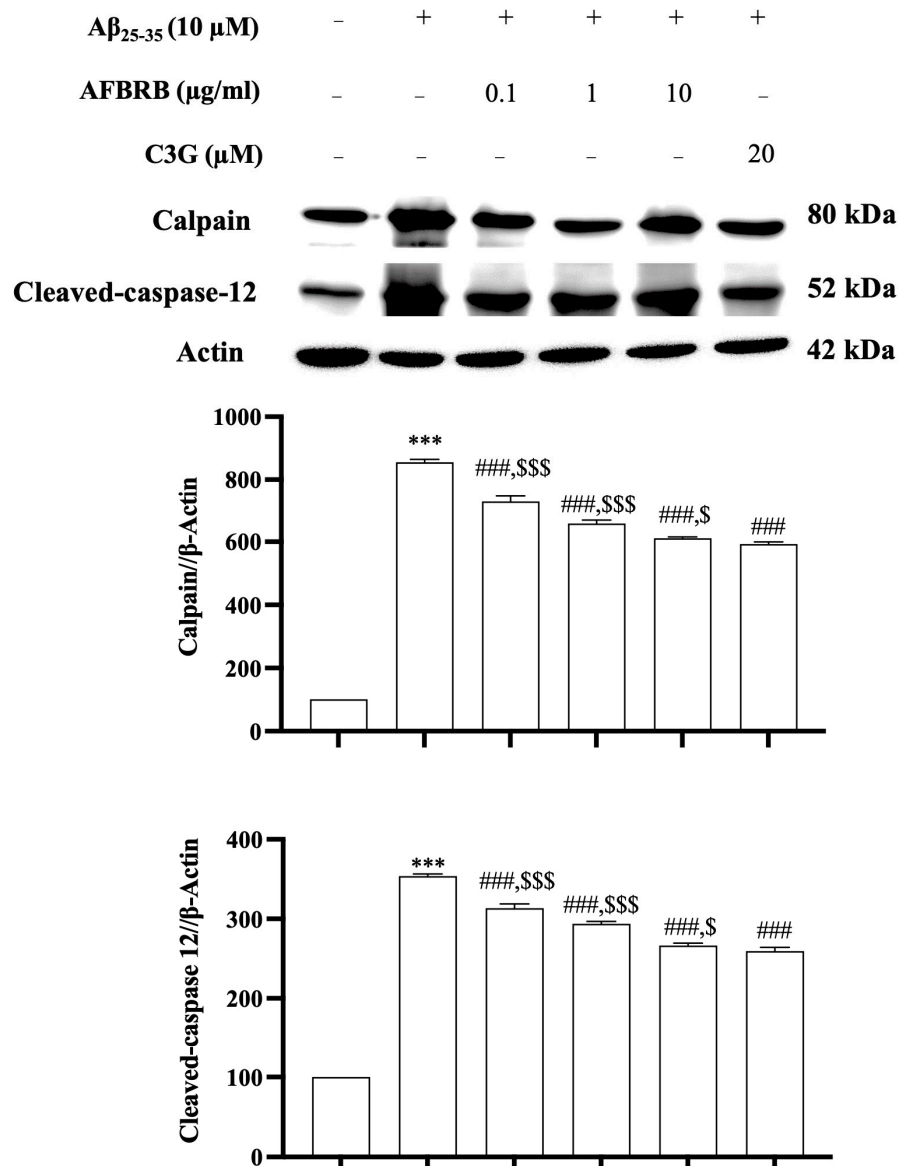 Aβ25-35 (10 μM) – + + + + +
AFBRB (μg/ml) – – 0.1 1 10 –
C3G (μM) – – – – – 20
Calpain 80 kDa
Cleaved-caspase-12 52 kDa
Actin 42 kDa
Calpain//β-Actin
1000
800
600
400
200
0
***
###,$$$
###,$$$
###,$
###
Cleaved-caspase 12//β-Actin
400
300
200
100
0
***
###,$$$
###,$$$
###,$
###